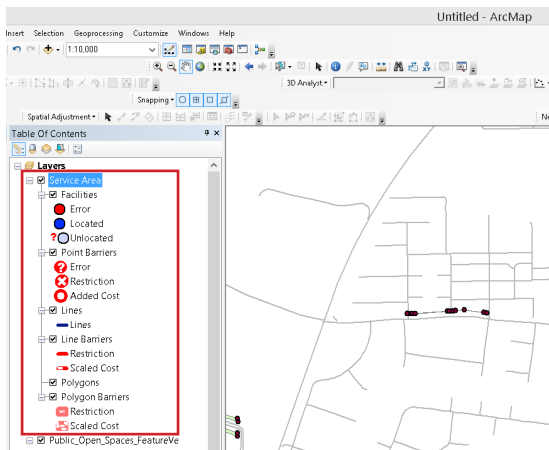 Untitled - ArcMap
Insert Selection Geoprocessing Customize Windows Help
1:10,000
3D Analyst
Snapping
Spatial Adjustment
Table Of Contents
Layers
Service Area
Facilities
Error
Located
? Unlocated
Point Barriers
Error
Restriction
Added Cost
Lines
Lines
Line Barriers
Restriction
Scaled Cost
Polygons
Polygon Barriers
Restriction
Scaled Cost
Public_Open_Spaces_FeatureVe